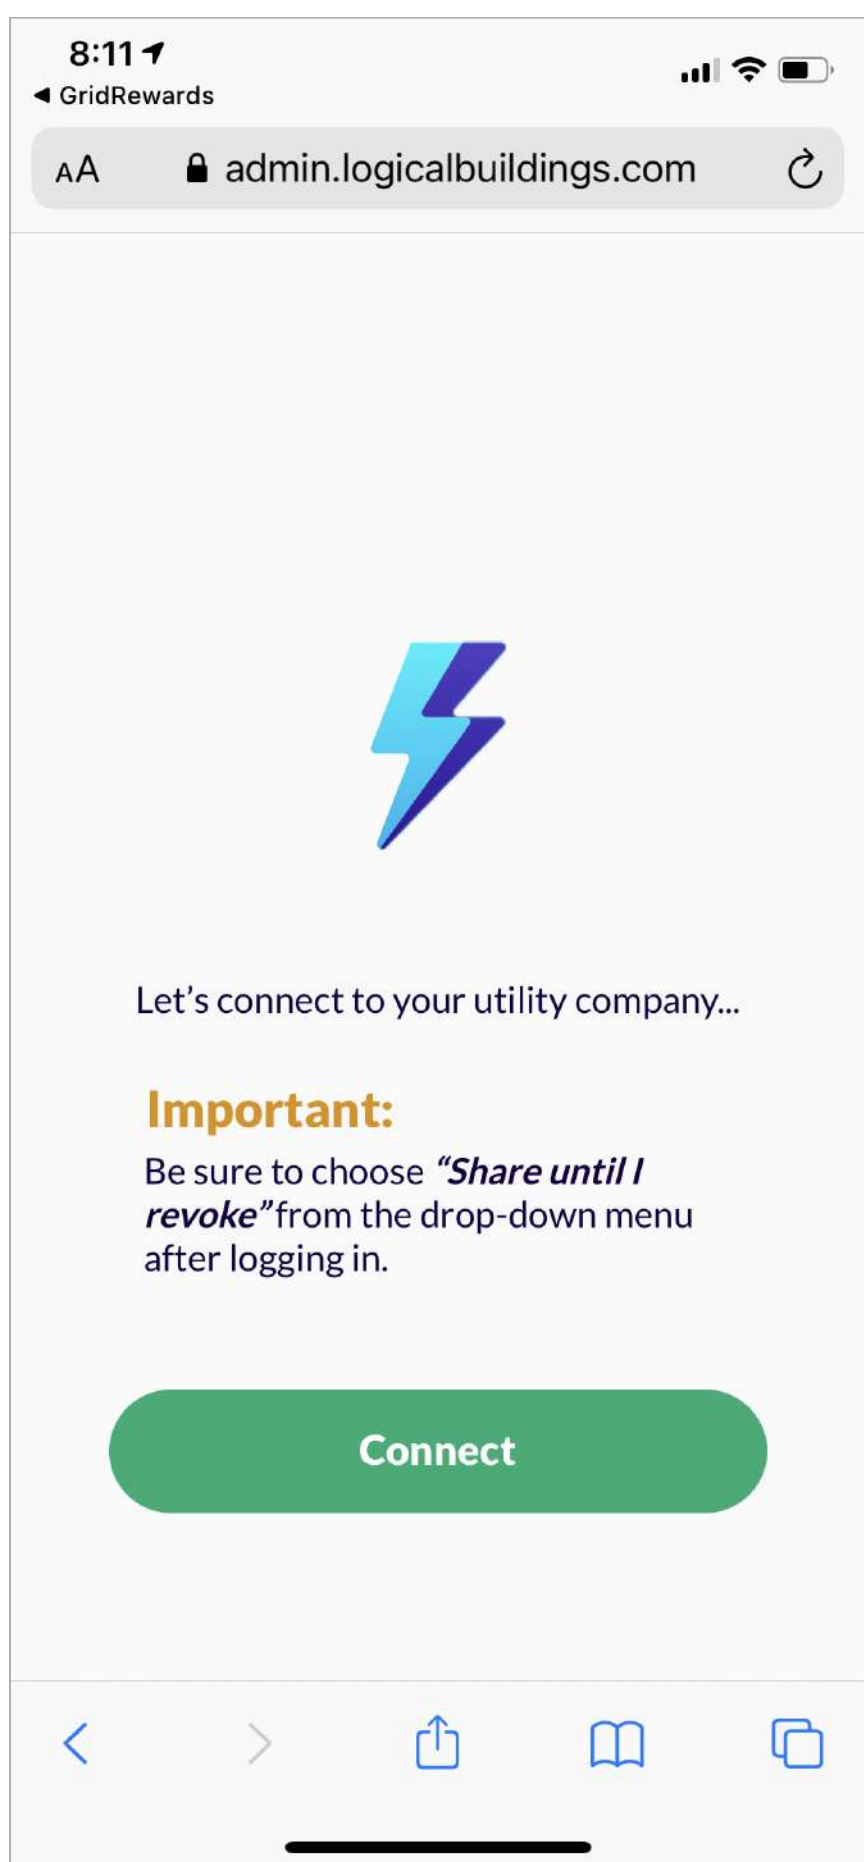 8:11
GridRewards
AA admin.logicalbuildings.com
Let’s connect to your utility company...
Important:
Be sure to choose “Share until I
revoke” from the drop-down menu
after logging in.
Connect